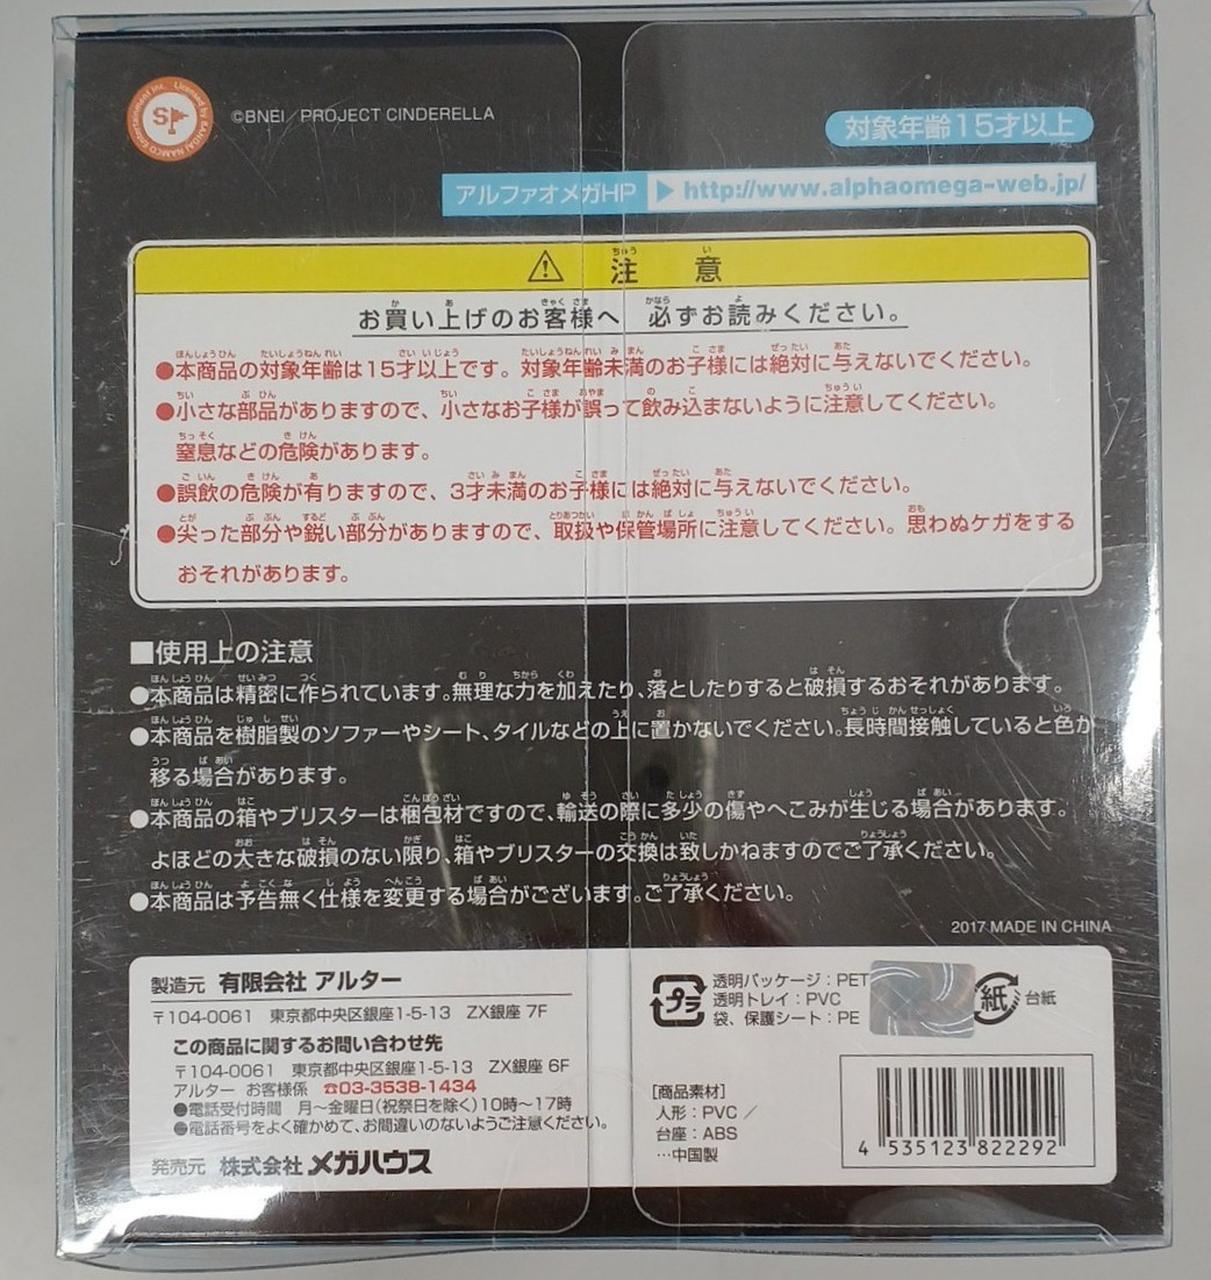 Licensed by BANDAI NAMCO Entertainment Inc.
SP
©BNEI／PROJECT CINDERELLA
対象年齢15才以上
アルファオメガHP ▶ http://www.alphaomega-web.jp/
⚠ 注意
お買い上げのお客様へ 必ずお読みください。
●本商品の対象年齢は15才以上です。対象年齢未満のお子様には絶対に与えないでください。
●小さな部品がありますので、小さなお子様が誤って飲み込まないように注意してください。
窒息などの危険があります。
●誤飲の危険が有りますので、3才未満のお子様には絶対に与えないでください。
●尖った部分や鋭い部分がありますので、取扱や保管場所に注意してください。思わぬケガをする
おそれがあります。
■使用上の注意
●本商品は精密に作られています。無理な力を加えたり、落としたりすると破損するおそれがあります。
●本商品を樹脂製のソファーやシート、タイルなどの上に置かないでください。長時間接触していると色が
移る場合があります。
●本商品の箱やブリスターは梱包材ですので、輸送の際に多少の傷やへこみが生じる場合があります。
よほどの大きな破損のない限り、箱やブリスターの交換は致しかねますのでご了承ください。
●本商品は予告無く仕様を変更する場合がございます。ご了承ください。
2017 MADE IN CHINA
製造元 有限会社 アルター
〒104-0061 東京都中央区銀座1-5-13 ZX銀座 7F
この商品に関するお問い合わせ先
〒104-0061 東京都中央区銀座1-5-13 ZX銀座 6F
アルター お客様係 ☎03-3538-1434
●電話受付時間 月〜金曜日(祝祭日を除く)10時〜17時
●電話番号をよく確かめて、お間違いのないようご注意ください。
発売元 株式会社メガハウス
プラ
透明パッケージ：PET
透明トレイ：PVC
袋、保護シート：PE
紙 台紙
[商品素材]
人形：PVC／
台座：ABS
…中国製
4 535123 822292